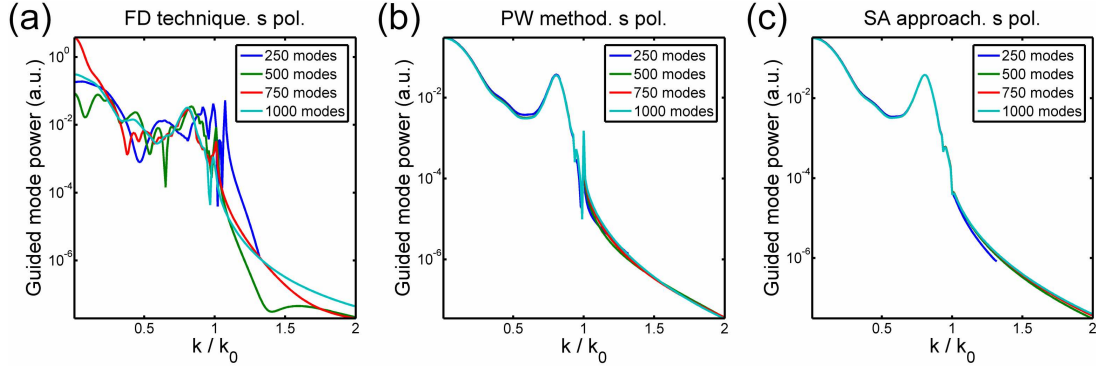 (a) FD technique. s pol.
Guided mode power (a.u.)
10^0
10^-2
10^-4
10^-6
250 modes
500 modes
750 modes
1000 modes
0.5 1 1.5 2
k / k_0
(b) PW method. s pol.
Guided mode power (a.u.)
10^-2
10^-4
10^-6
250 modes
500 modes
750 modes
1000 modes
0.5 1 1.5 2
k / k_0
(c) SA approach. s pol.
Guided mode power (a.u.)
10^-2
10^-4
10^-6
250 modes
500 modes
750 modes
1000 modes
0.5 1 1.5 2
k / k_0